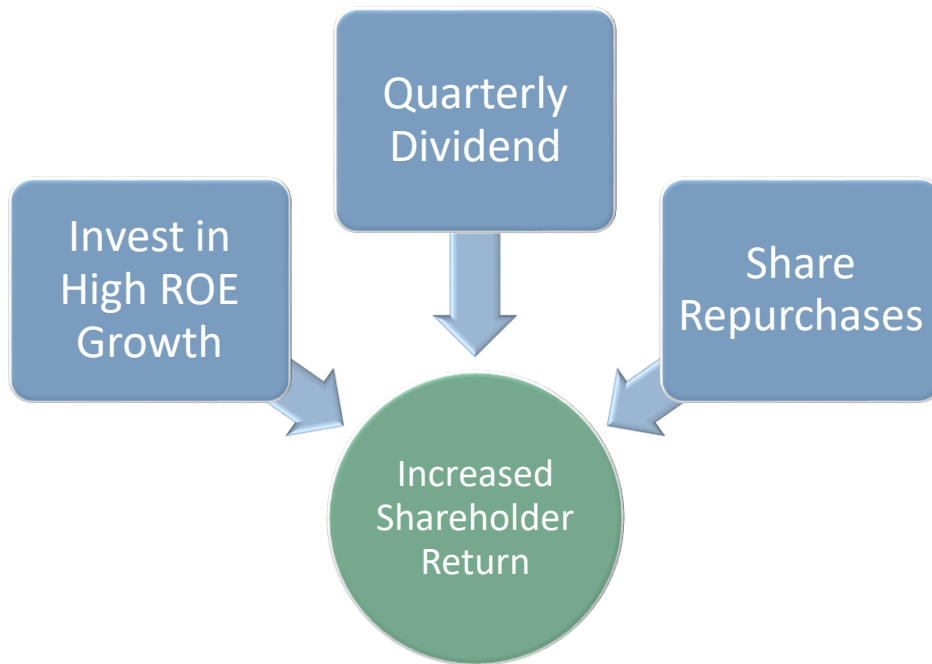 Quarterly
Dividend
Invest in
High ROE
Growth
Share
Repurchases
Increased
Shareholder
Return